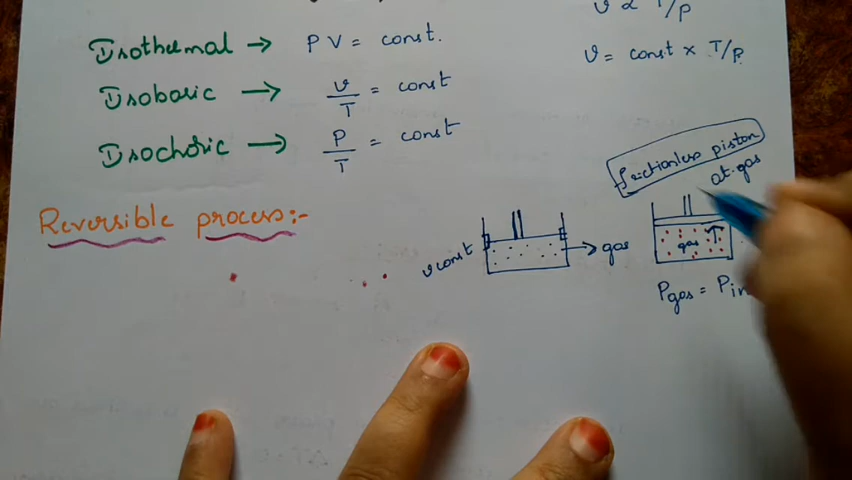 Isothermal → PV = const.
Isobaric → v/T = const
Isochoric → P/T = const
v ∝ T/P
v = const × T/P
Reversible process:-
v const
→ gas
frictionless piston
at. gas
gas
Pgas = Pin